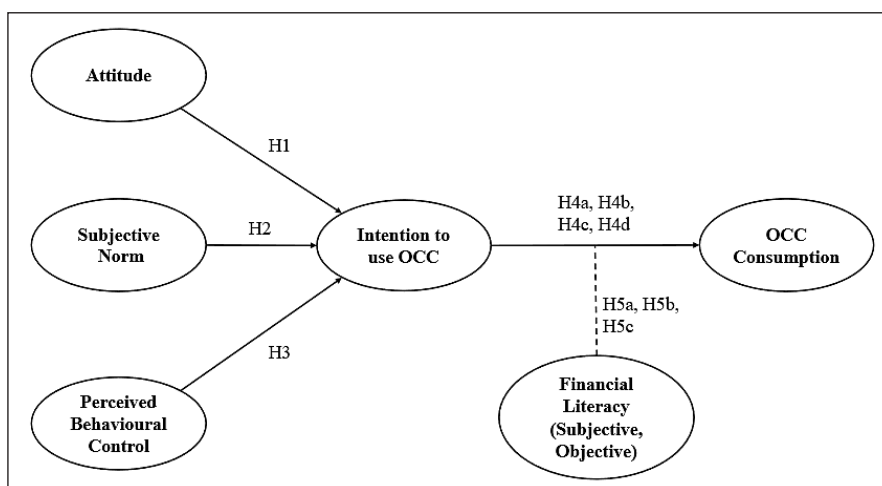 Attitude
H1
Subjective
Norm
H2
Intention to
use OCC
H4a, H4b,
H4c, H4d
OCC
Consumption
H3
Perceived
Behavioural
Control
H5a, H5b,
H5c
Financial
Literacy
(Subjective,
Objective)